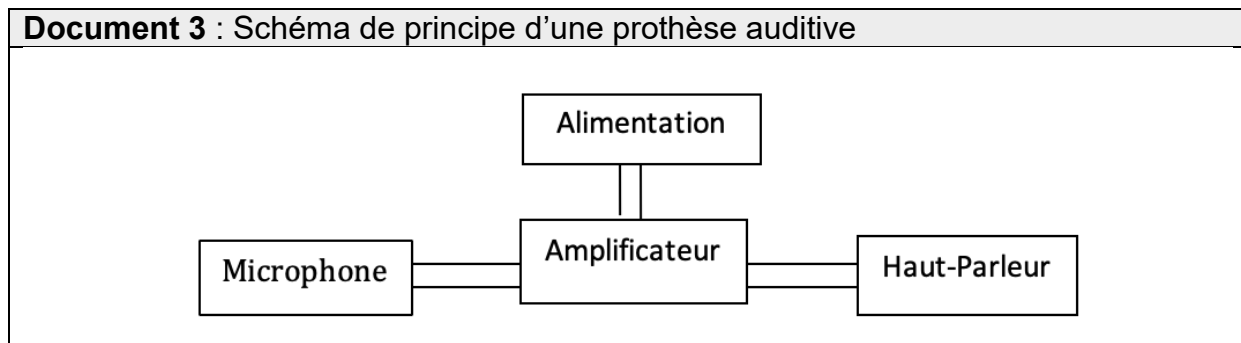 Document 3 : Schéma de principe d’une prothèse auditive
Alimentation
Microphone
Amplificateur
Haut-Parleur